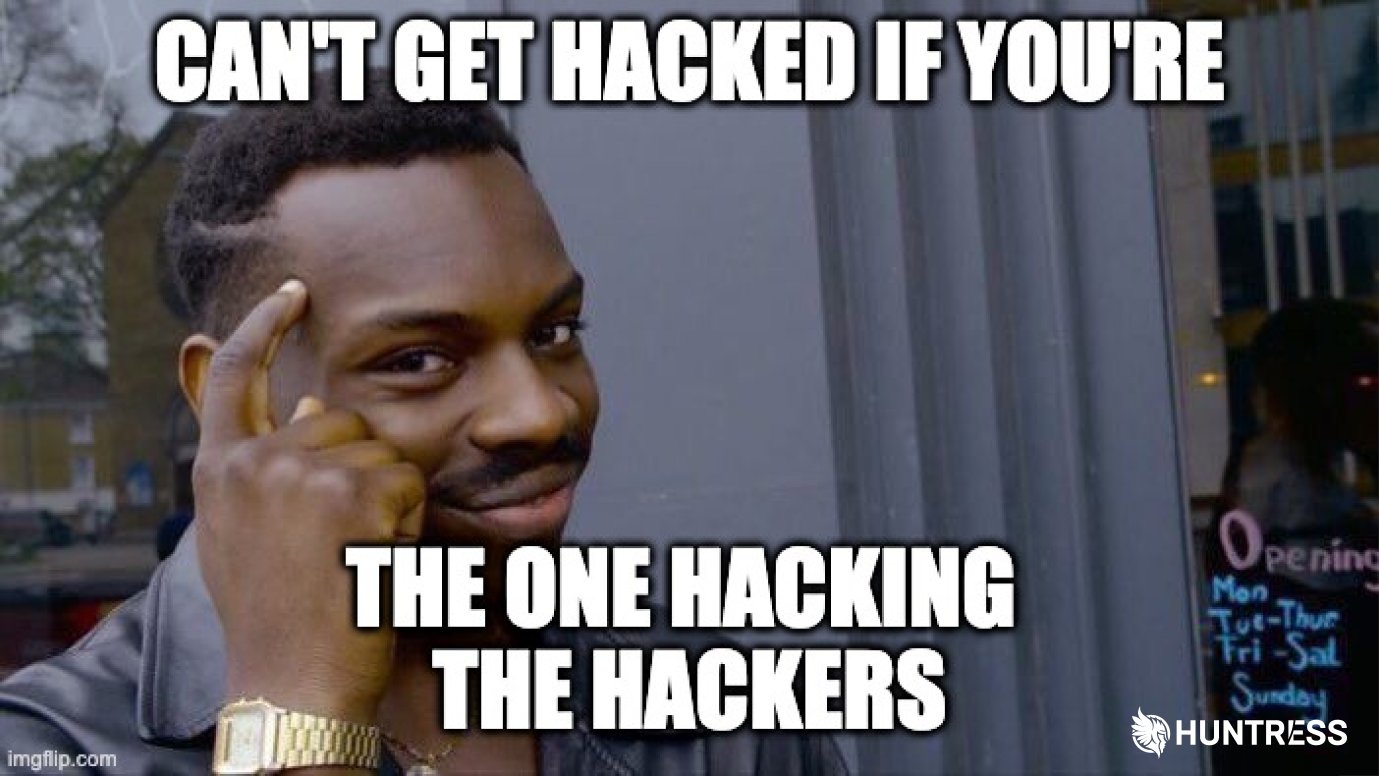 CAN'T GET HACKED IF YOU'RE
THE ONE HACKING
THE HACKERS
Opening
Mon
Tue-Thur
Fri-Sat
Sunday
HUNTRESS
imgflip.com